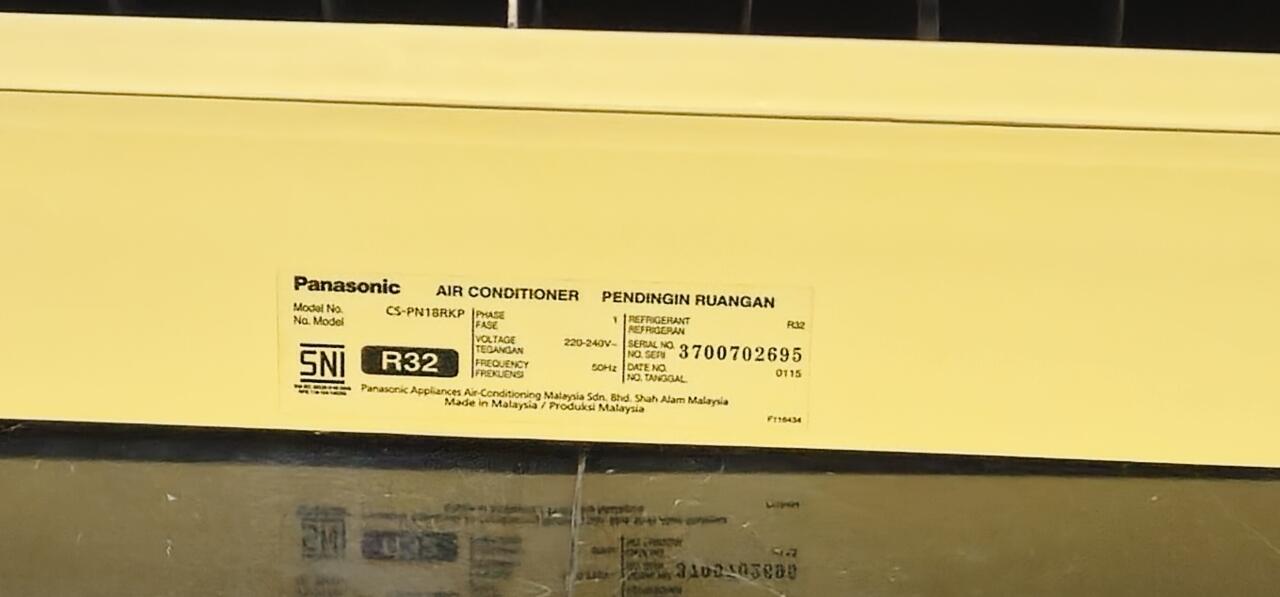 Panasonic AIR CONDITIONER PENDINGIN RUANGAN
Model No. CS-PN18RKP
No. Model
PHASE 1
FASE
VOLTAGE 220-240V~
TEGANGAN
FREQUENCY 50Hz
FREKUENSI
REFRIGERANT R32
REFRIGERAN
SERIAL NO. 3700702695
NO. SERI
DATE NO. 0115
NO. TANGGAL.
SNI R32
Panasonic Appliances Air-Conditioning Malaysia Sdn. Bhd. Shah Alam Malaysia
Made in Malaysia / Produksi Malaysia
F116434